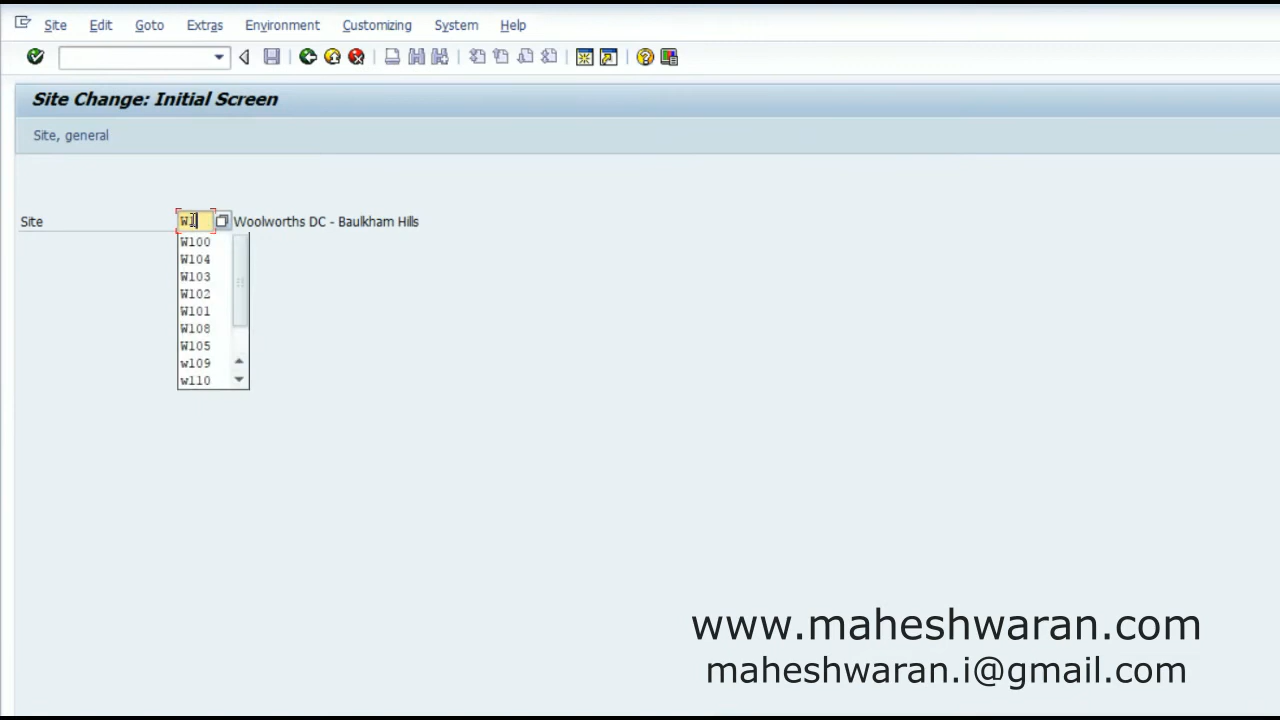 Site Edit Goto Extras Environment Customizing System Help
Site Change: Initial Screen
Site, general
Site W1 Woolworths DC - Baulkham Hills
W100
W104
W103
W102
W101
W108
W105
w109
w110
www.maheshwaran.com
maheshwaran.i@gmail.com